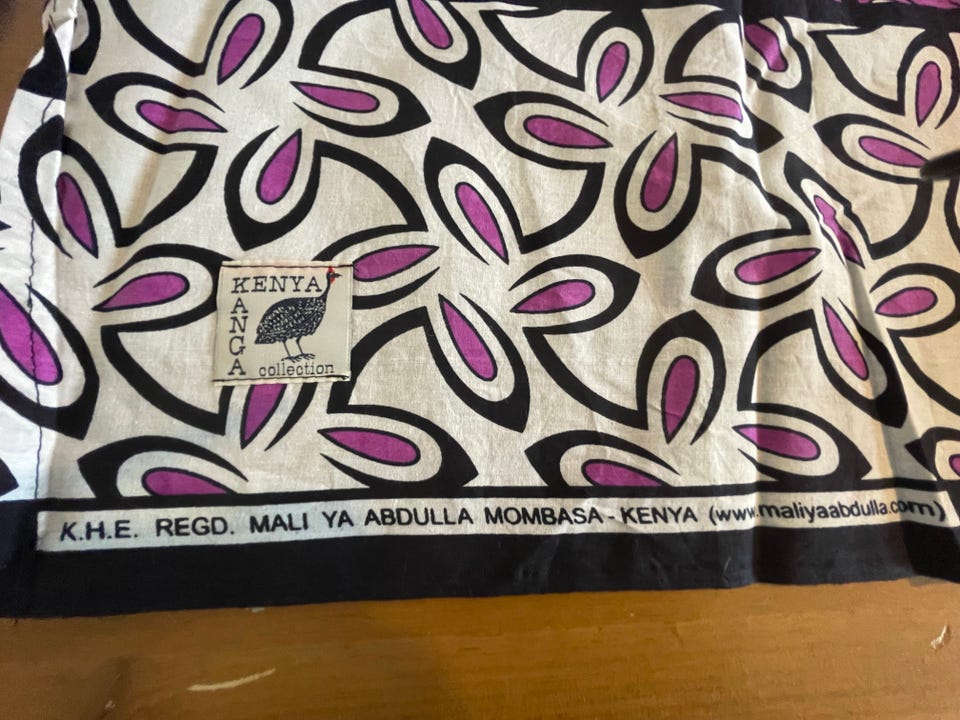 KENYA
KANGA
collection
K.H.E. REGD. MALI YA ABDULLA MOMBASA - KENYA (www.maliyaabdulla.com)